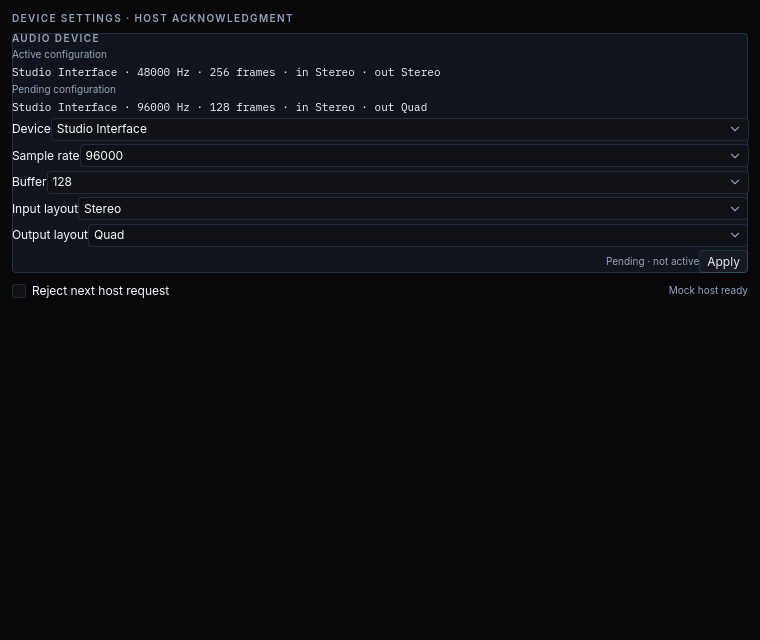 DEVICE SETTINGS · HOST ACKNOWLEDGMENT
AUDIO DEVICE
Active configuration
Studio Interface · 48000 Hz · 256 frames · in Stereo · out Stereo
Pending configuration
Studio Interface · 96000 Hz · 128 frames · in Stereo · out Quad
Device Studio Interface
Sample rate 96000
Buffer 128
Input layout Stereo
Output layout Quad
Pending · not active Apply
Reject next host request Mock host ready